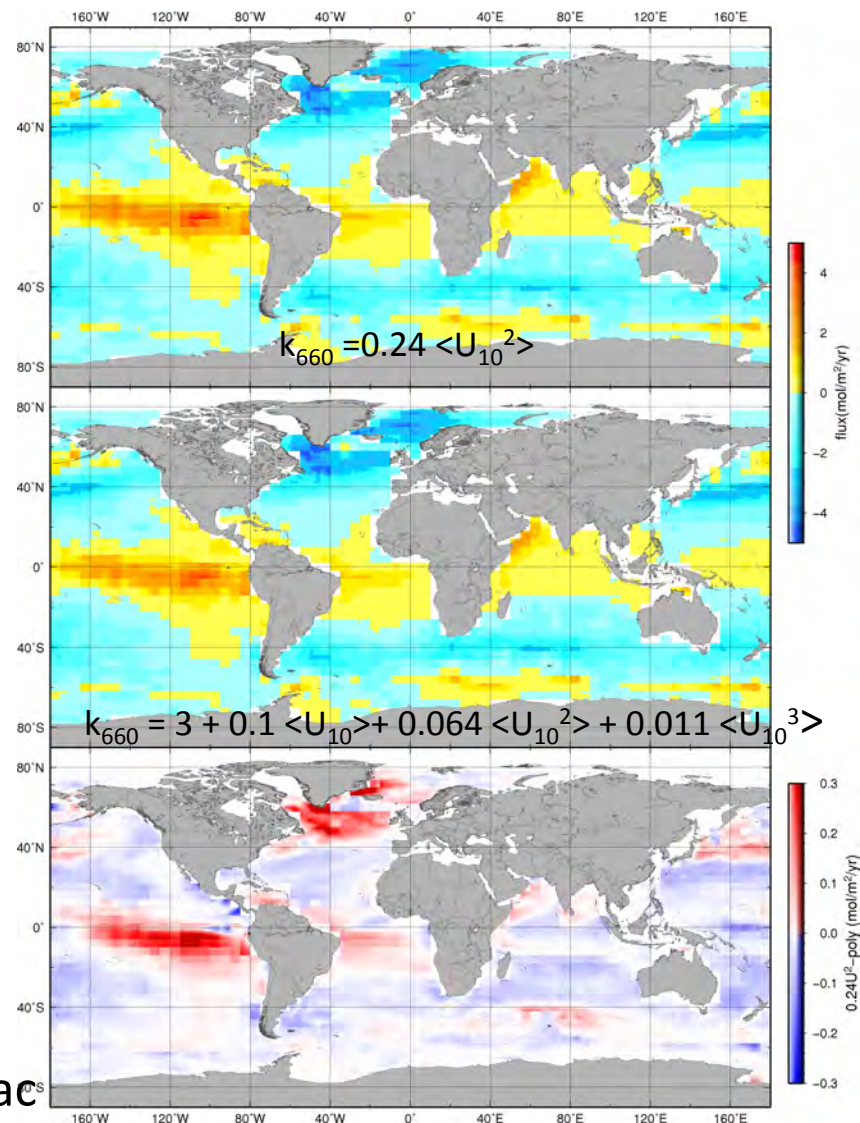 160°W 120°W 80°W 40°W 0° 40°E 80°E 120°E 160°E
80°N
40°N
0°
40°S
80°S
k660 =0.24 <U10²>
4
2
0
−2
−4
flux(mol/m²/yr)
80°N
40°N
0°
40°S
80°S
k660 = 3 + 0.1 <U10>+ 0.064 <U10²> + 0.011 <U10³>
80°N
40°N
0°
40°S
ac
80°S
0.3
0.2
0.1
0.0
−0.1
−0.2
−0.3
0.24U²−poly (mol/m²/yr)
160°W 120°W 80°W 40°W 0° 40°E 80°E 120°E 160°E